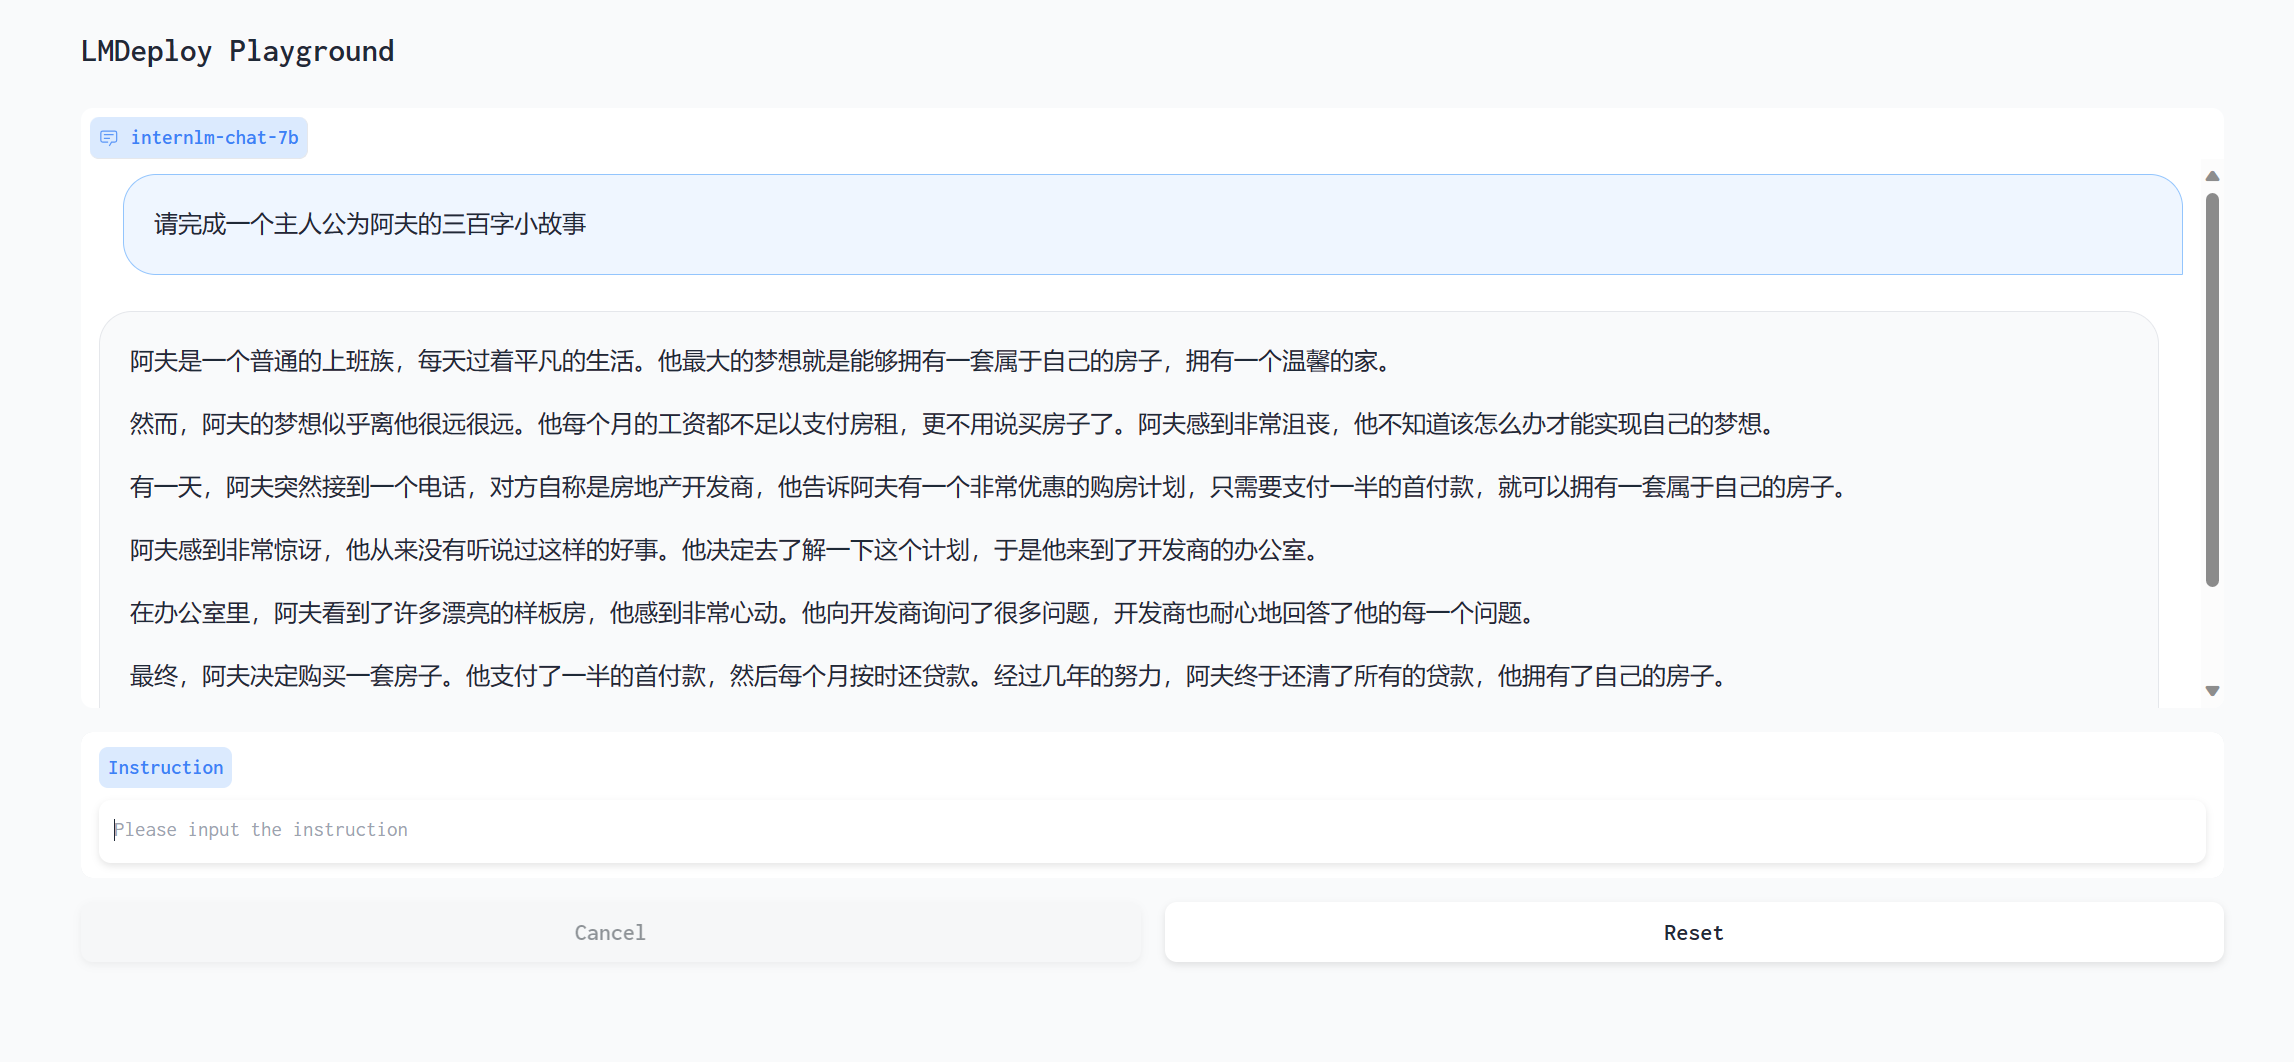 LMDeploy Playground
internlm-chat-7b
请完成一个主人公为阿夫的三百字小故事
阿夫是一个普通的上班族，每天过着平凡的生活。他最大的梦想就是能够拥有一套属于自己的房子，拥有一个温馨的家。
然而，阿夫的梦想似乎离他很远很远。他每个月的工资都不足以支付房租，更不用说买房子了。阿夫感到非常沮丧，他不知道该怎么办才能实现自己的梦想。
有一天，阿夫突然接到一个电话，对方自称是房地产开发商，他告诉阿夫有一个非常优惠的购房计划，只需要支付一半的首付款，就可以拥有一套属于自己的房子。
阿夫感到非常惊讶，他从来没有听说过这样的好事。他决定去了解一下这个计划，于是他来到了开发商的办公室。
在办公室里，阿夫看到了许多漂亮的样板房，他感到非常心动。他向开发商询问了很多问题，开发商也耐心地回答了他的每一个问题。
最终，阿夫决定购买一套房子。他支付了一半的首付款，然后每个月按时还贷款。经过几年的努力，阿夫终于还清了所有的贷款，他拥有了自己的房子。
Instruction
Please input the instruction
Cancel
Reset